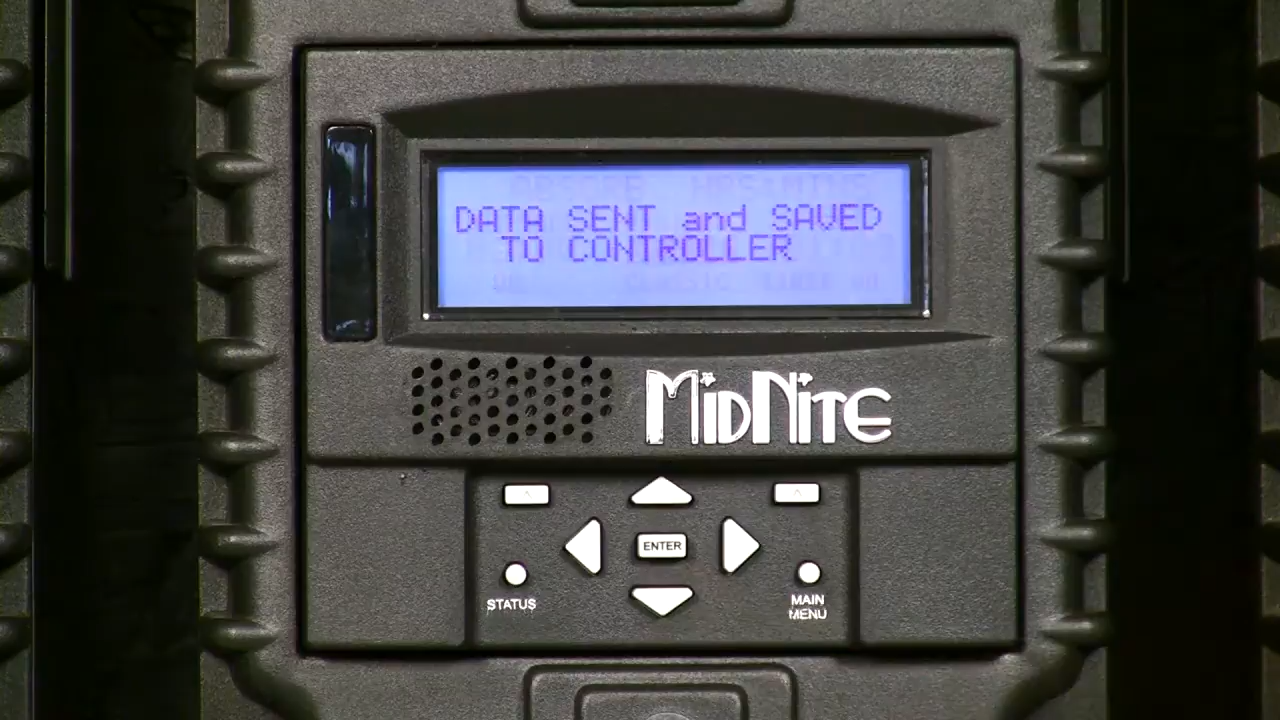 DATA SENT and SAVED
TO CONTROLLER
MIDNITE
ENTER
STATUS
MAIN
MENU